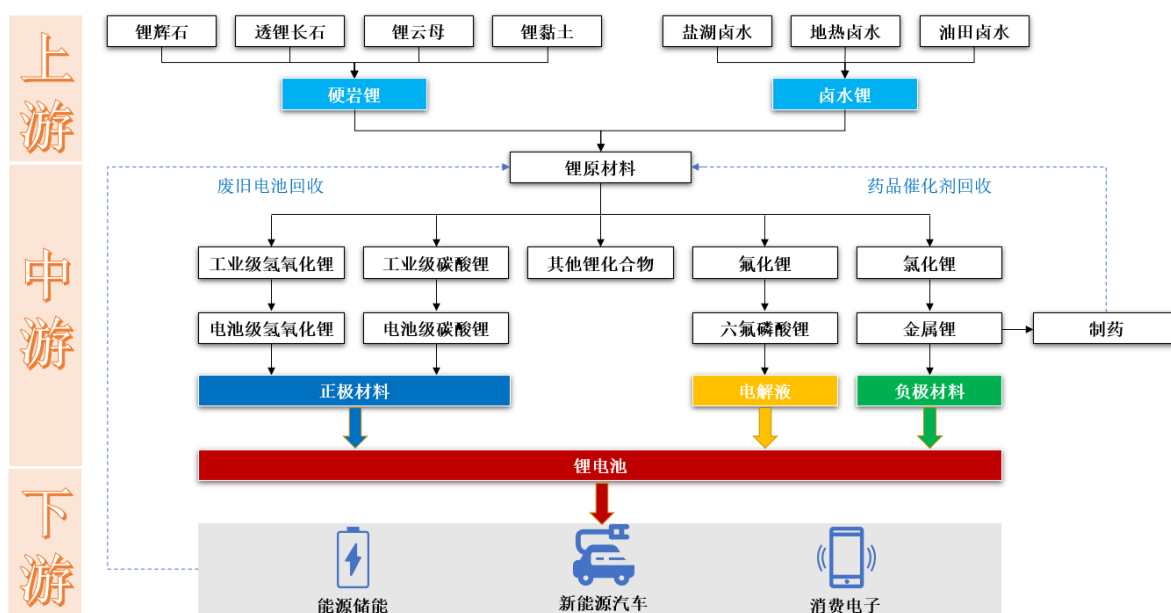 上游
锂辉石
透锂长石
锂云母
锂黏土
盐湖卤水
地热卤水
油田卤水
硬岩锂
卤水锂
中游
锂原材料
废旧电池回收
药品催化剂回收
工业级氢氧化锂
工业级碳酸锂
其他锂化合物
氟化锂
氯化锂
电池级氢氧化锂
电池级碳酸锂
六氟磷酸锂
金属锂
制药
正极材料
电解液
负极材料
下游
锂电池
能源储能
新能源汽车
消费电子